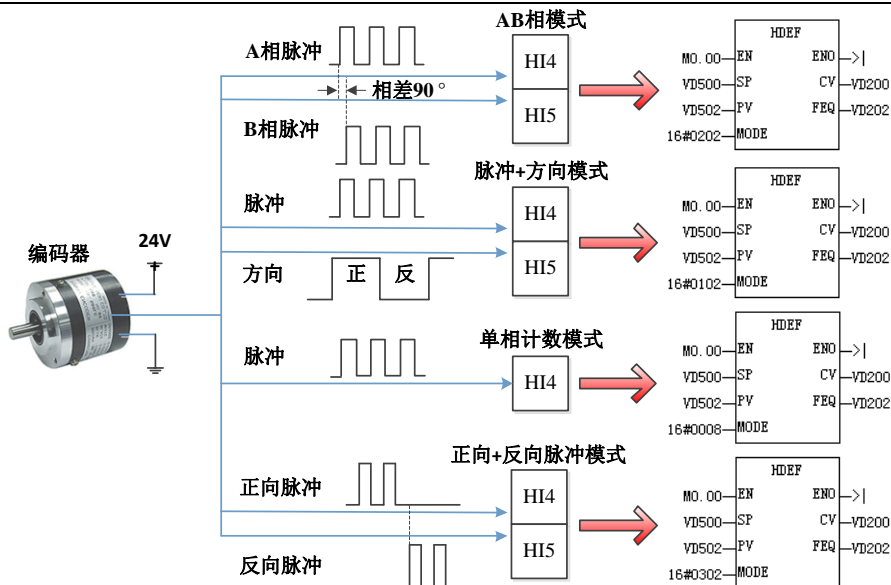 AB相模式
A相脉冲
相差90°
B相脉冲
HI4
HI5
HDEF
M0.00 EN ENO >|
VD500 SP CV VD200
VD502 PV FEQ VD202
16#0202 MODE
脉冲+方向模式
脉冲
方向
正
反
HI4
HI5
HDEF
M0.00 EN ENO >|
VD500 SP CV VD200
VD502 PV FEQ VD202
16#0102 MODE
编码器
24V
单相计数模式
脉冲
HI4
HDEF
M0.00 EN ENO >|
VD500 SP CV VD200
VD502 PV FEQ VD202
16#0008 MODE
正向+反向脉冲模式
正向脉冲
反向脉冲
HI4
HI5
HDEF
M0.00 EN ENO >|
VD500 SP CV VD200
VD502 PV FEQ VD202
16#0302 MODE